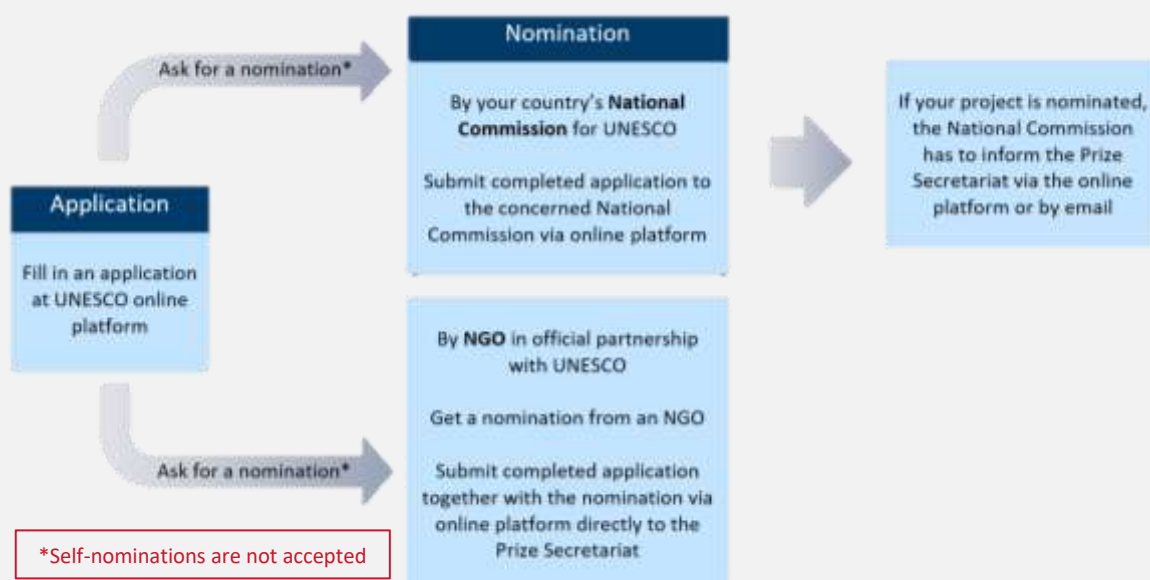 Application
Fill in an application
at UNESCO online
platform
Ask for a nomination*
Nomination
By your country's National
Commission for UNESCO
Submit completed application to
the concerned National
Commission via online platform
If your project is nominated,
the National Commission
has to inform the Prize
Secretariat via the online
platform or by email
Ask for a nomination*
By NGO in official partnership
with UNESCO
Get a nomination from an NGO
Submit completed application
together with the nomination via
online platform directly to the
Prize Secretariat
*Self-nominations are not accepted